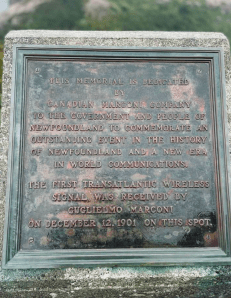 THIS MEMORIAL IS DEDICATED
BY
CANADIAN MARCONI COMPANY
TO THE GOVERNMENT AND PEOPLE OF
NEWFOUNDLAND TO COMMEMORATE AN
OUTSTANDING EVENT IN THE HISTORY
OF NEWFOUNDLAND AND A NEW ERA
IN WORLD COMMUNICATIONS.
THE FIRST TRANSATLANTIC WIRELESS
SIGNAL WAS RECEIVED BY
GUGLIELMO MARCONI
ON DECEMBER 12, 1901 ON THIS SPOT.